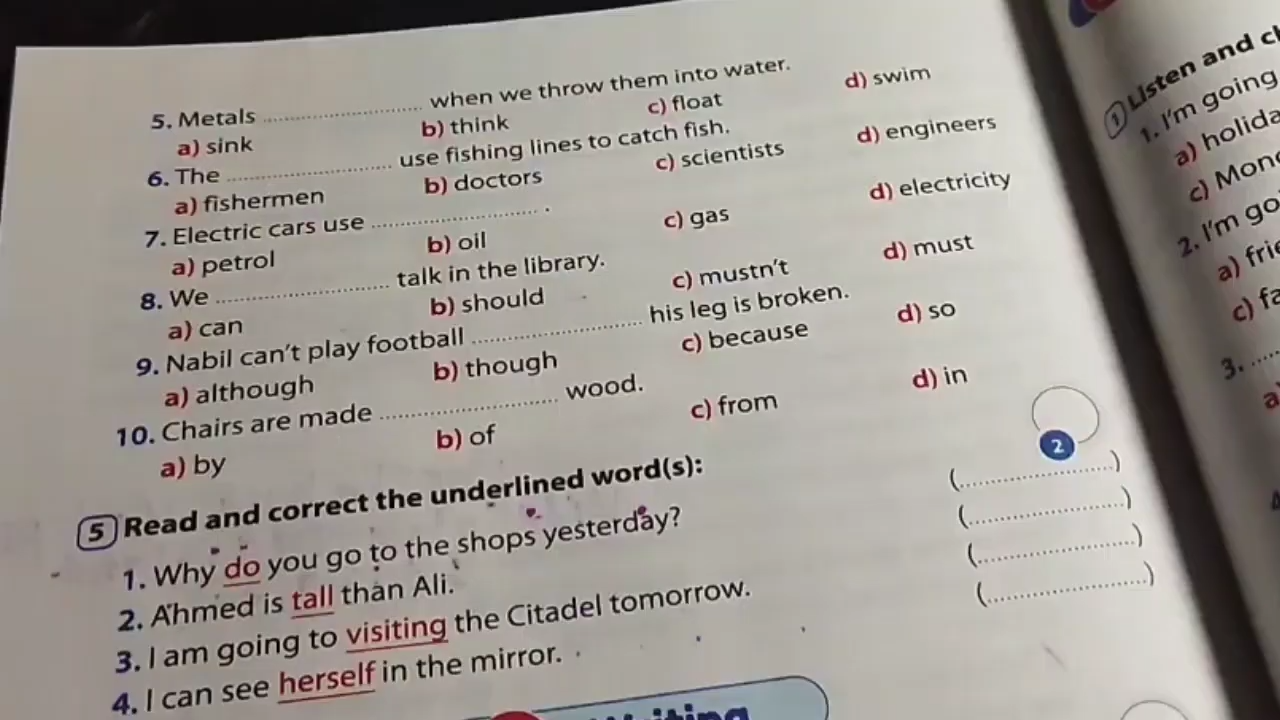 5. Metals .............................. when we throw them into water.
a) sink b) think c) float d) swim
6. The .............................. use fishing lines to catch fish.
a) fishermen b) doctors c) scientists d) engineers
7. Electric cars use .............................. .
a) petrol b) oil c) gas d) electricity
8. We .............................. talk in the library.
a) can b) should c) mustn't d) must
9. Nabil can't play football .............................. his leg is broken.
a) although b) though c) because d) so
10. Chairs are made .............................. wood.
a) by b) of c) from d) in
2
5 Read and correct the underlined word(s):
1. Why do you go to the shops yesterday? (..............................)
2. Ahmed is tall than Ali. (..............................)
3. I am going to visiting the Citadel tomorrow. (..............................)
4. I can see herself in the mirror. (..............................)
Writing
1 Listen and
1. I'm going
a)
c)
2. I'm
a)
c)
3. ......
a